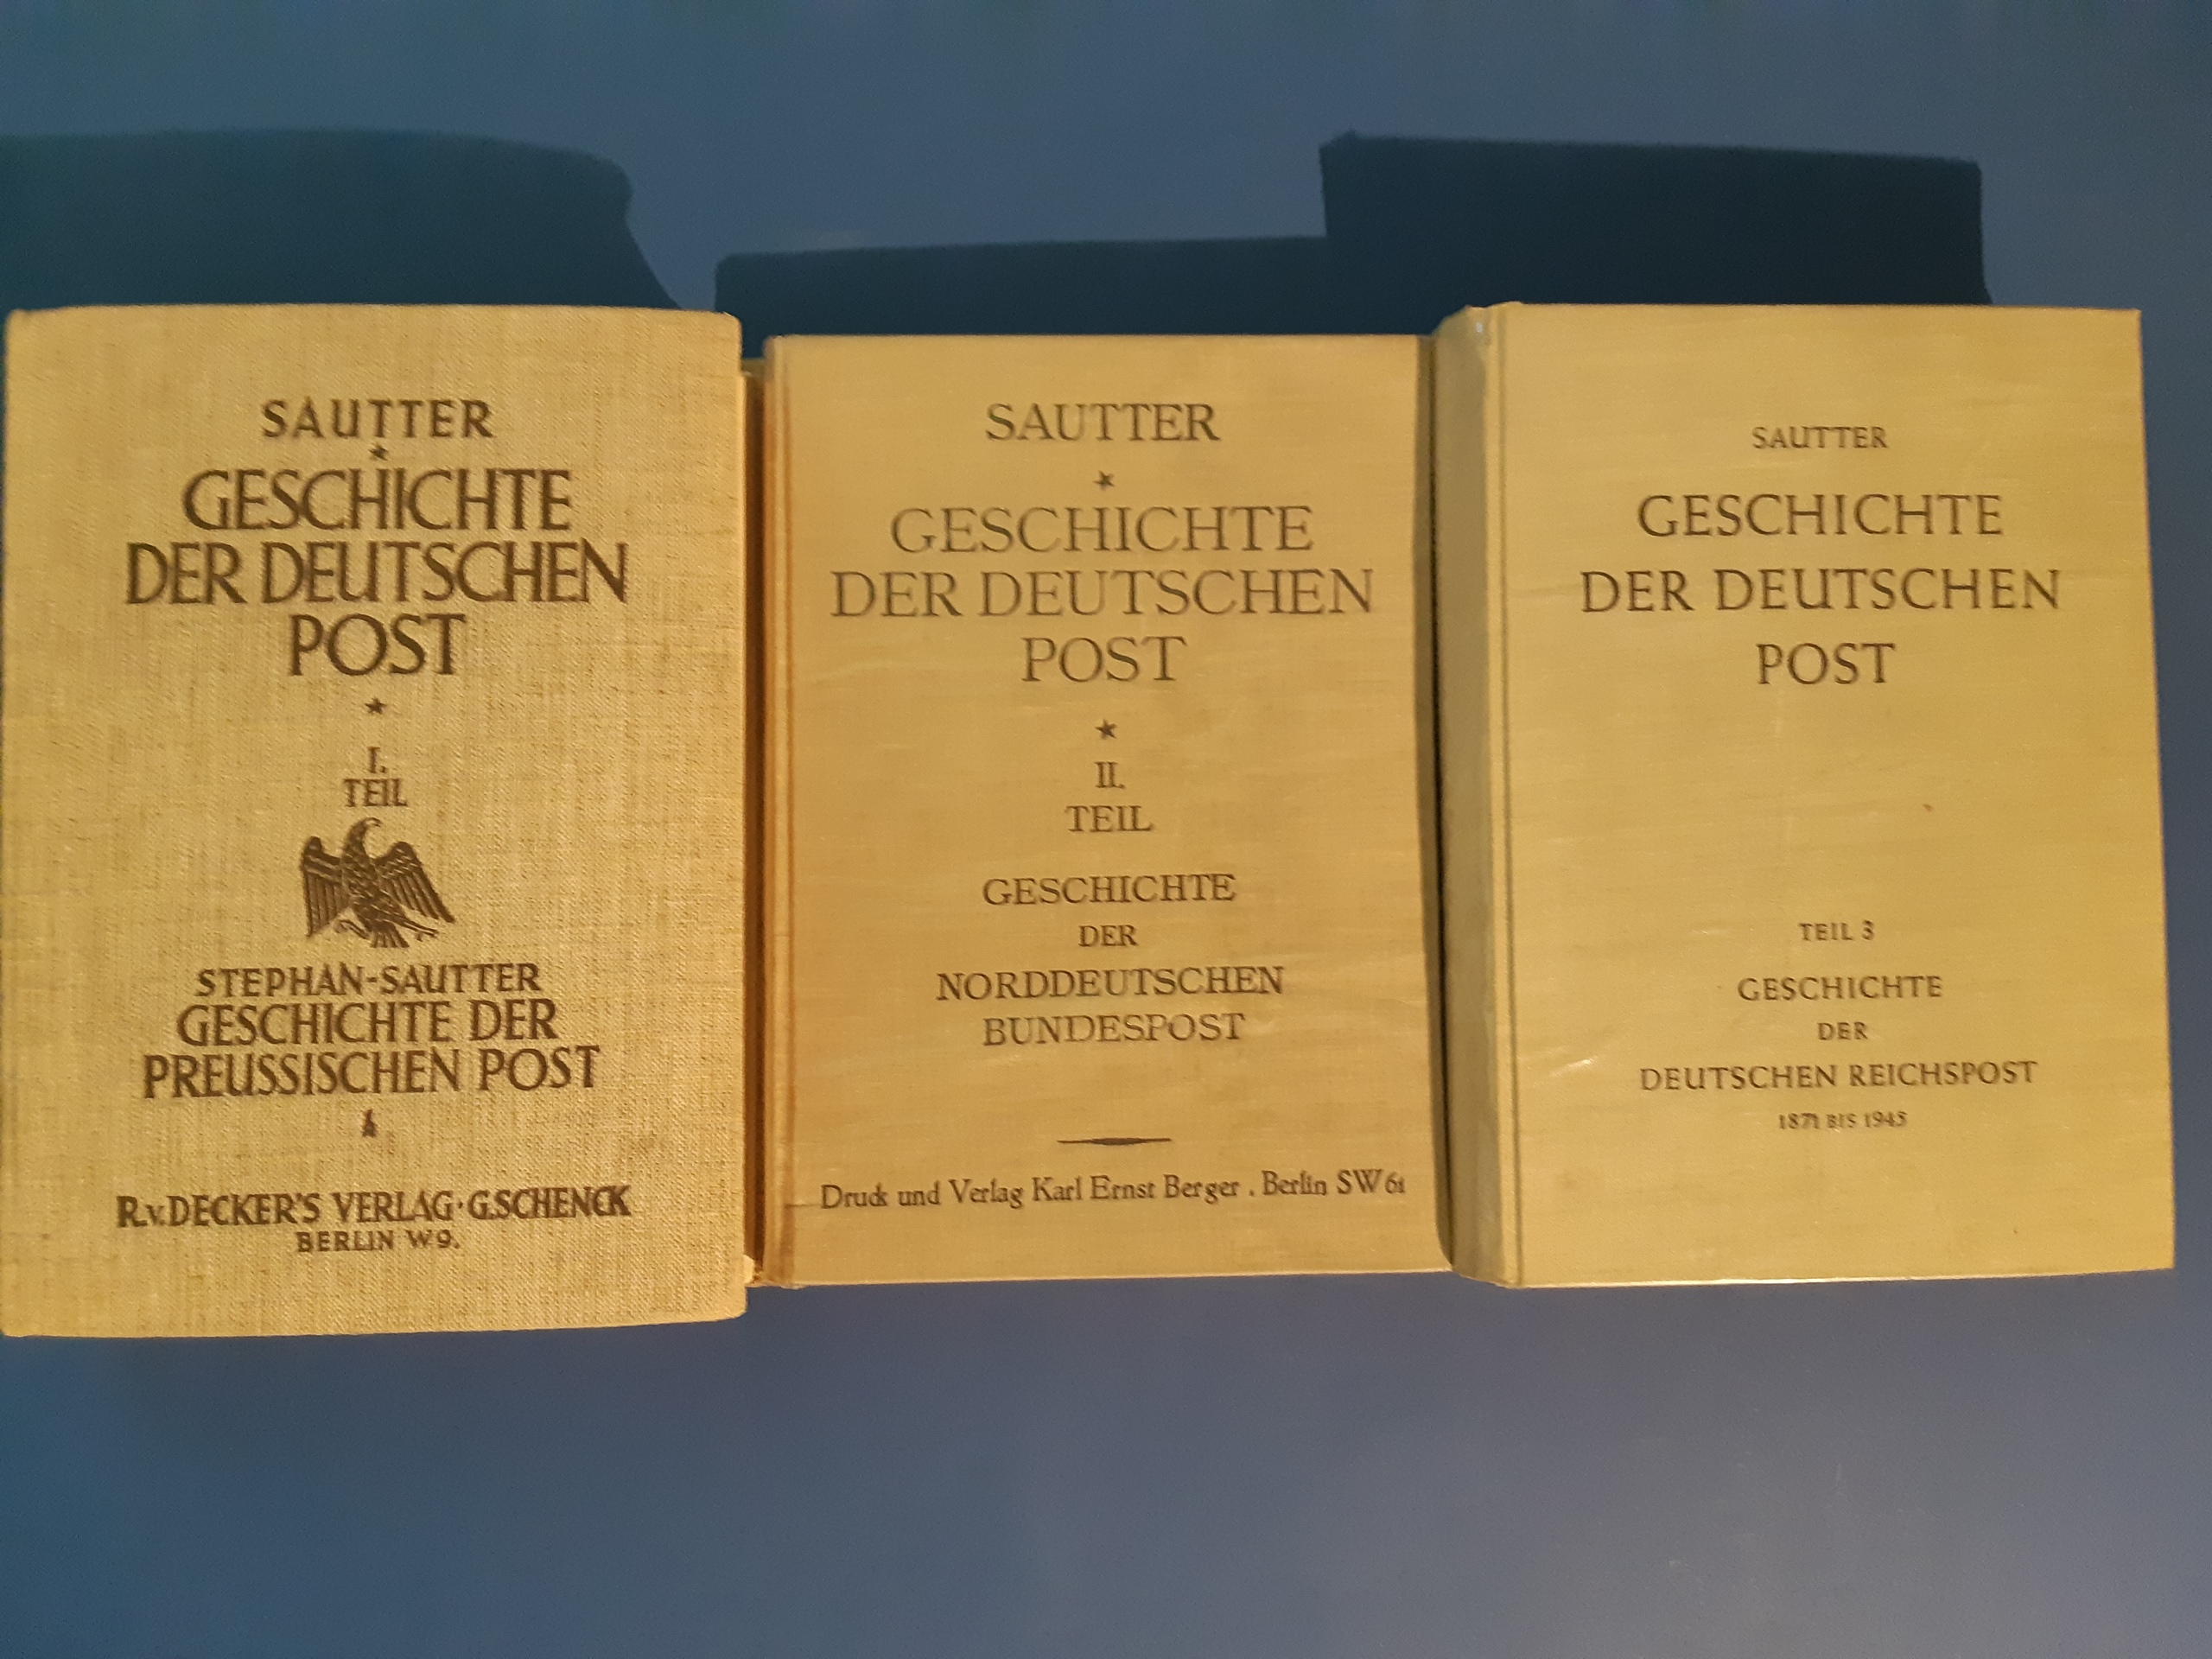 SAUTTER
GESCHICHTE
DER DEUTSCHEN
POST
I.
TEIL
STEPHAN-SAUTTER
GESCHICHTE DER
PREUSSISCHEN POST
R.v.DECKER'S VERLAG·G.SCHENCK
BERLIN W9.
SAUTTER
GESCHICHTE
DER DEUTSCHEN
POST
II.
TEIL
GESCHICHTE
DER
NORDDEUTSCHEN
BUNDESPOST
Druck und Verlag Karl Ernst Berger . Berlin SW 61
SAUTTER
GESCHICHTE
DER DEUTSCHEN
POST
TEIL 3
GESCHICHTE
DER
DEUTSCHEN REICHSPOST
1871 BIS 1945